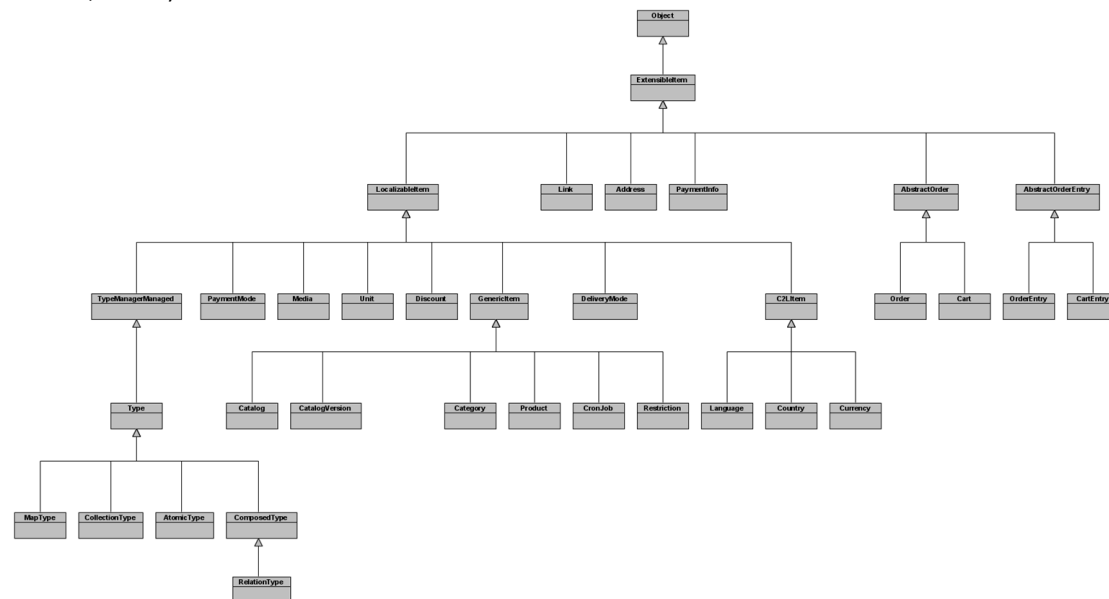 Object
ExtensibleItem
LocalizableItem
Link
Address
PaymentInfo
AbstractOrder
AbstractOrderEntry
TypeManagerManaged
PaymentMode
Media
Unit
Discount
GenericItem
DeliveryMode
C2LItem
Order
Cart
OrderEntry
CartEntry
Type
Catalog
CatalogVersion
Category
Product
CronJob
Restriction
Language
Country
Currency
MapType
CollectionType
AtomicType
ComposedType
RelationType